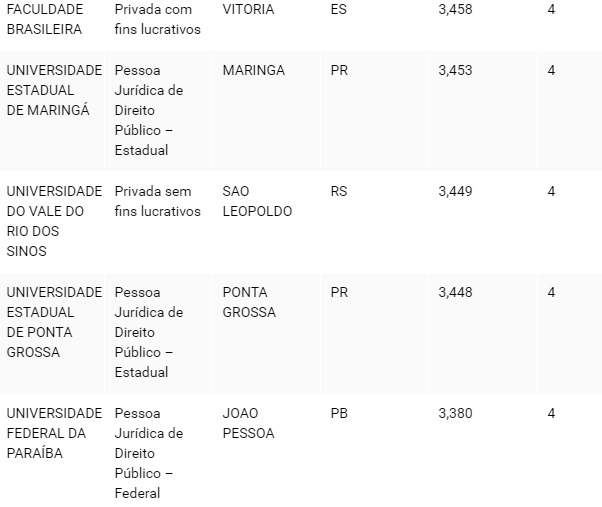 FACULDADE
BRASILEIRA
Privada com
fins lucrativos
VITORIA
ES
3,458
4
UNIVERSIDADE
ESTADUAL
DE MARINGÁ
Pessoa
Jurídica de
Direito
Público –
Estadual
MARINGA
PR
3,453
4
UNIVERSIDADE
DO VALE DO
RIO DOS
SINOS
Privada sem
fins lucrativos
SAO
LEOPOLDO
RS
3,449
4
UNIVERSIDADE
ESTADUAL
DE PONTA
GROSSA
Pessoa
Jurídica de
Direito
Público –
Estadual
PONTA
GROSSA
PR
3,448
4
UNIVERSIDADE
FEDERAL DA
PARAÍBA
Pessoa
Jurídica de
Direito
Público –
Federal
JOAO
PESSOA
PB
3,380
4